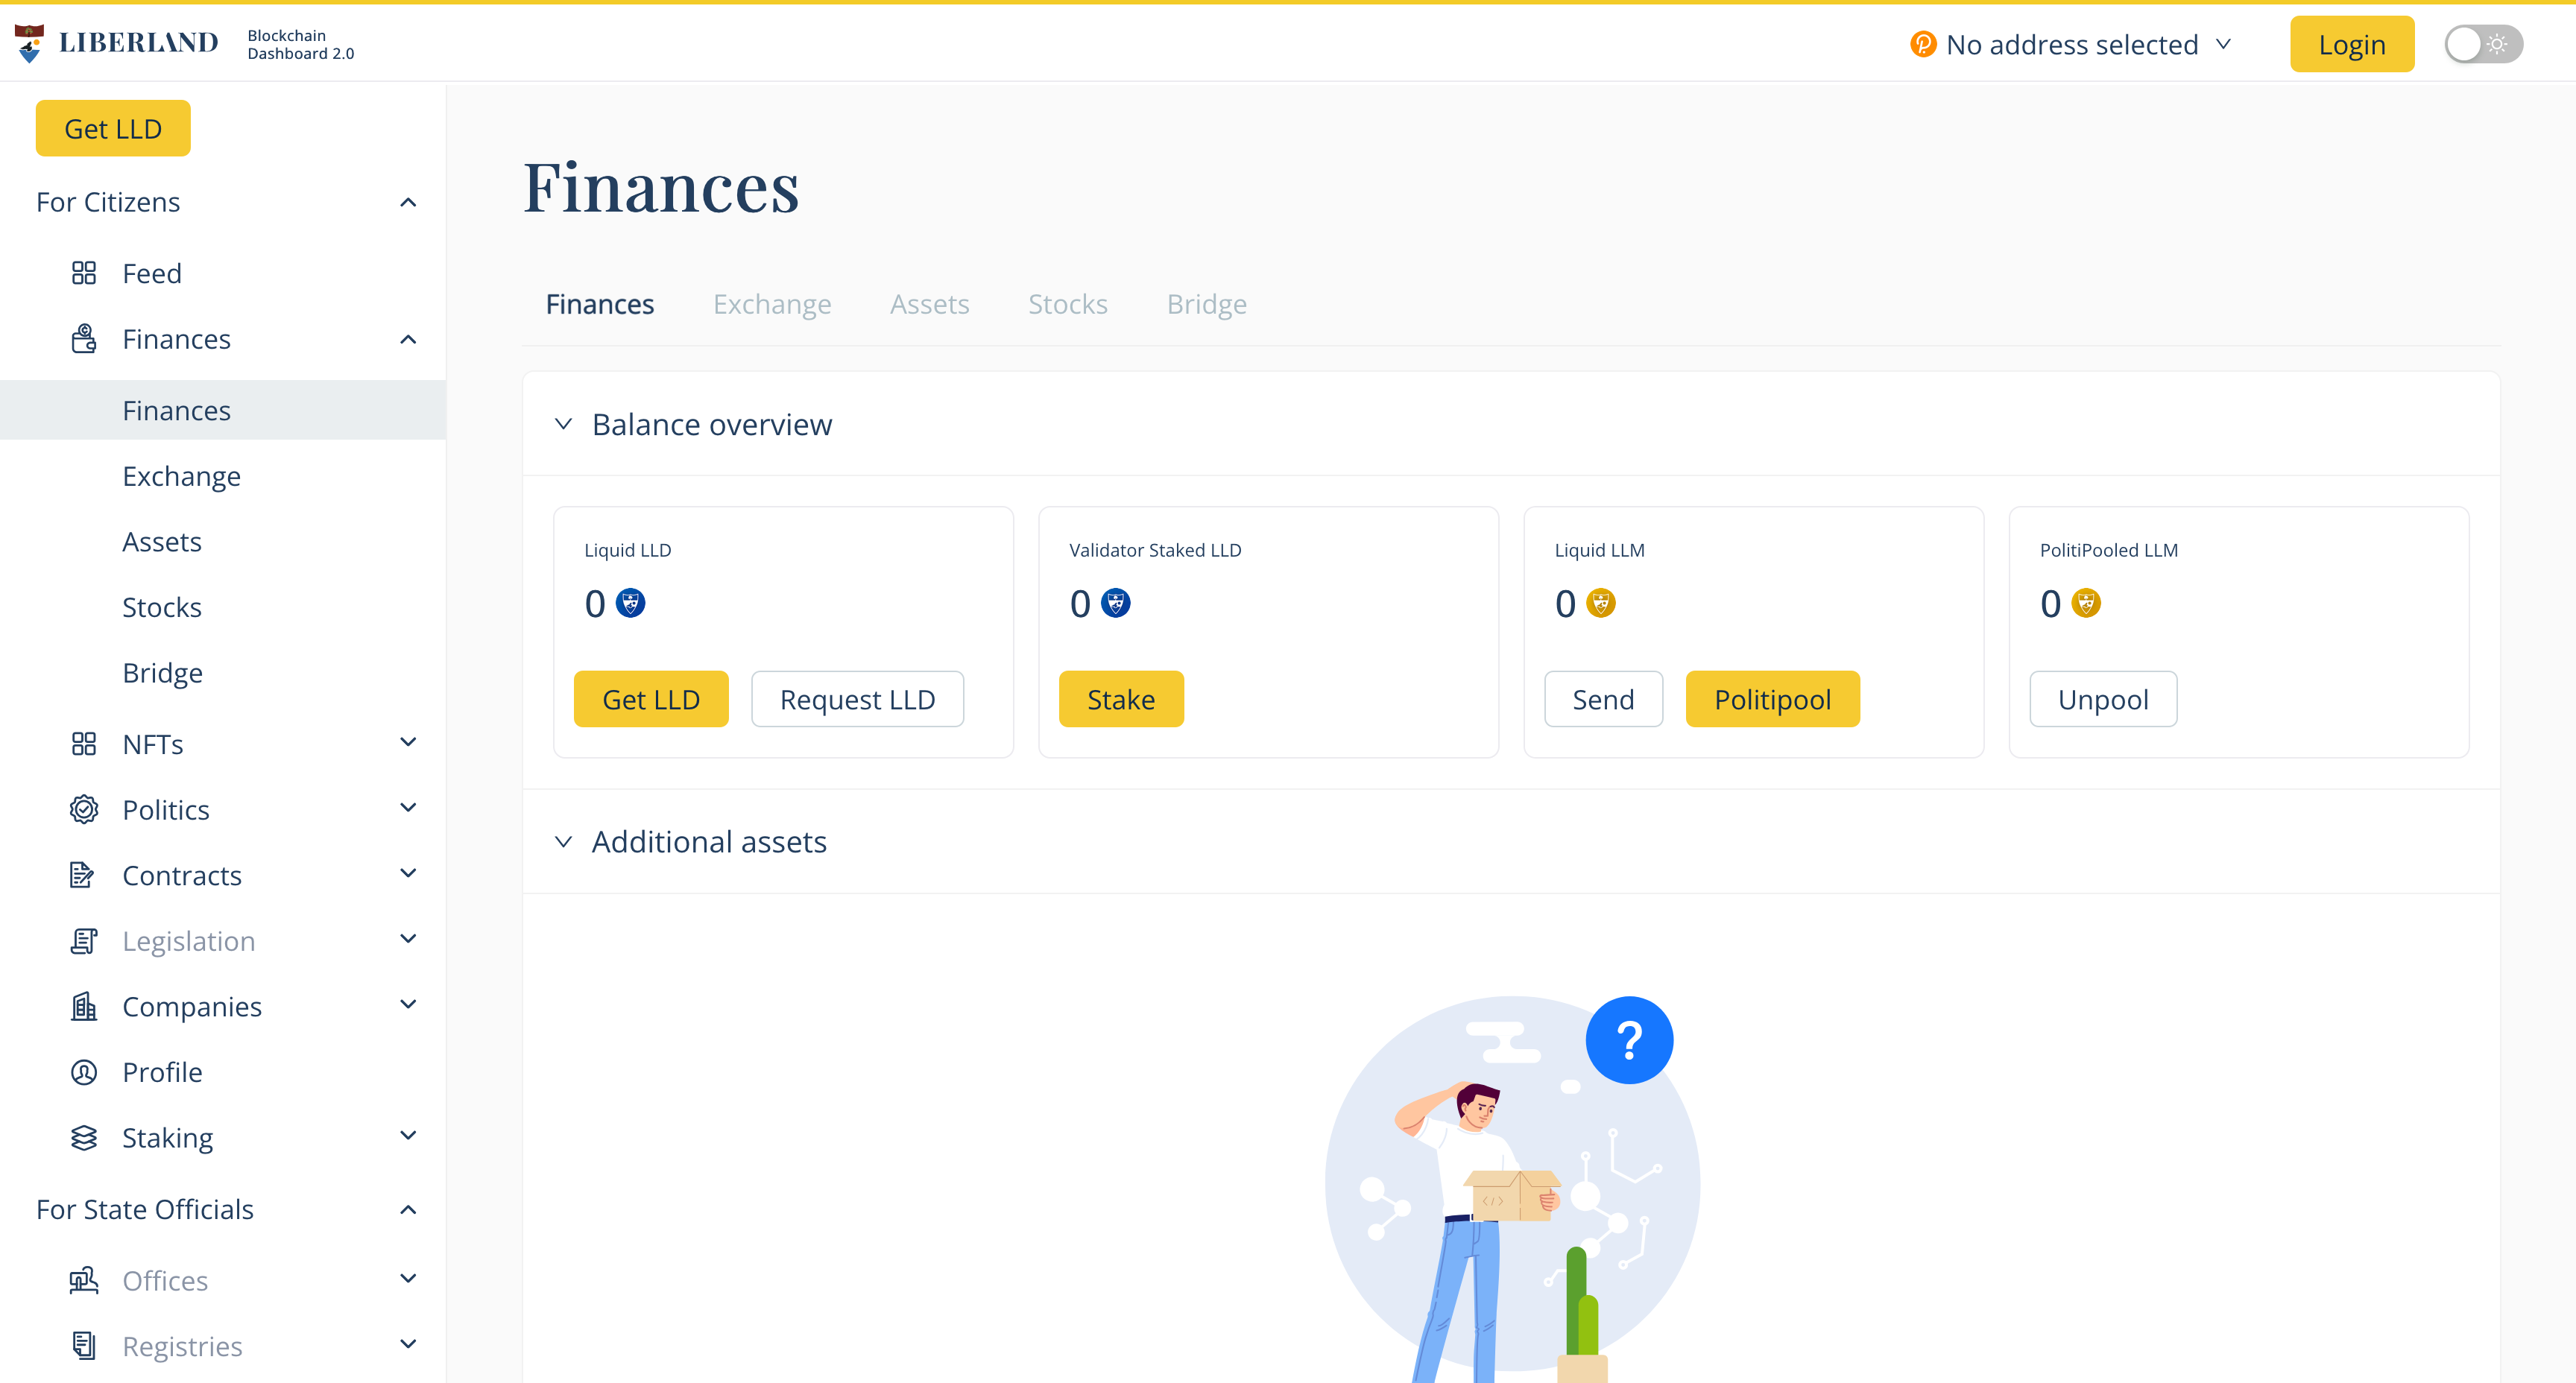 LIBERLAND
Blockchain
Dashboard 2.0
No address selected
Login
Get LLD
For Citizens
Feed
Finances
Finances
Exchange
Assets
Stocks
Bridge
NFTs
Politics
Contracts
Legislation
Companies
Profile
Staking
For State Officials
Offices
Registries
Finances
Finances Exchange Assets Stocks Bridge
Balance overview
Liquid LLD
0
Get LLD Request LLD
Validator Staked LLD
0
Stake
Liquid LLM
0
Send Politipool
PolitiPooled LLM
0
Unpool
Additional assets
?